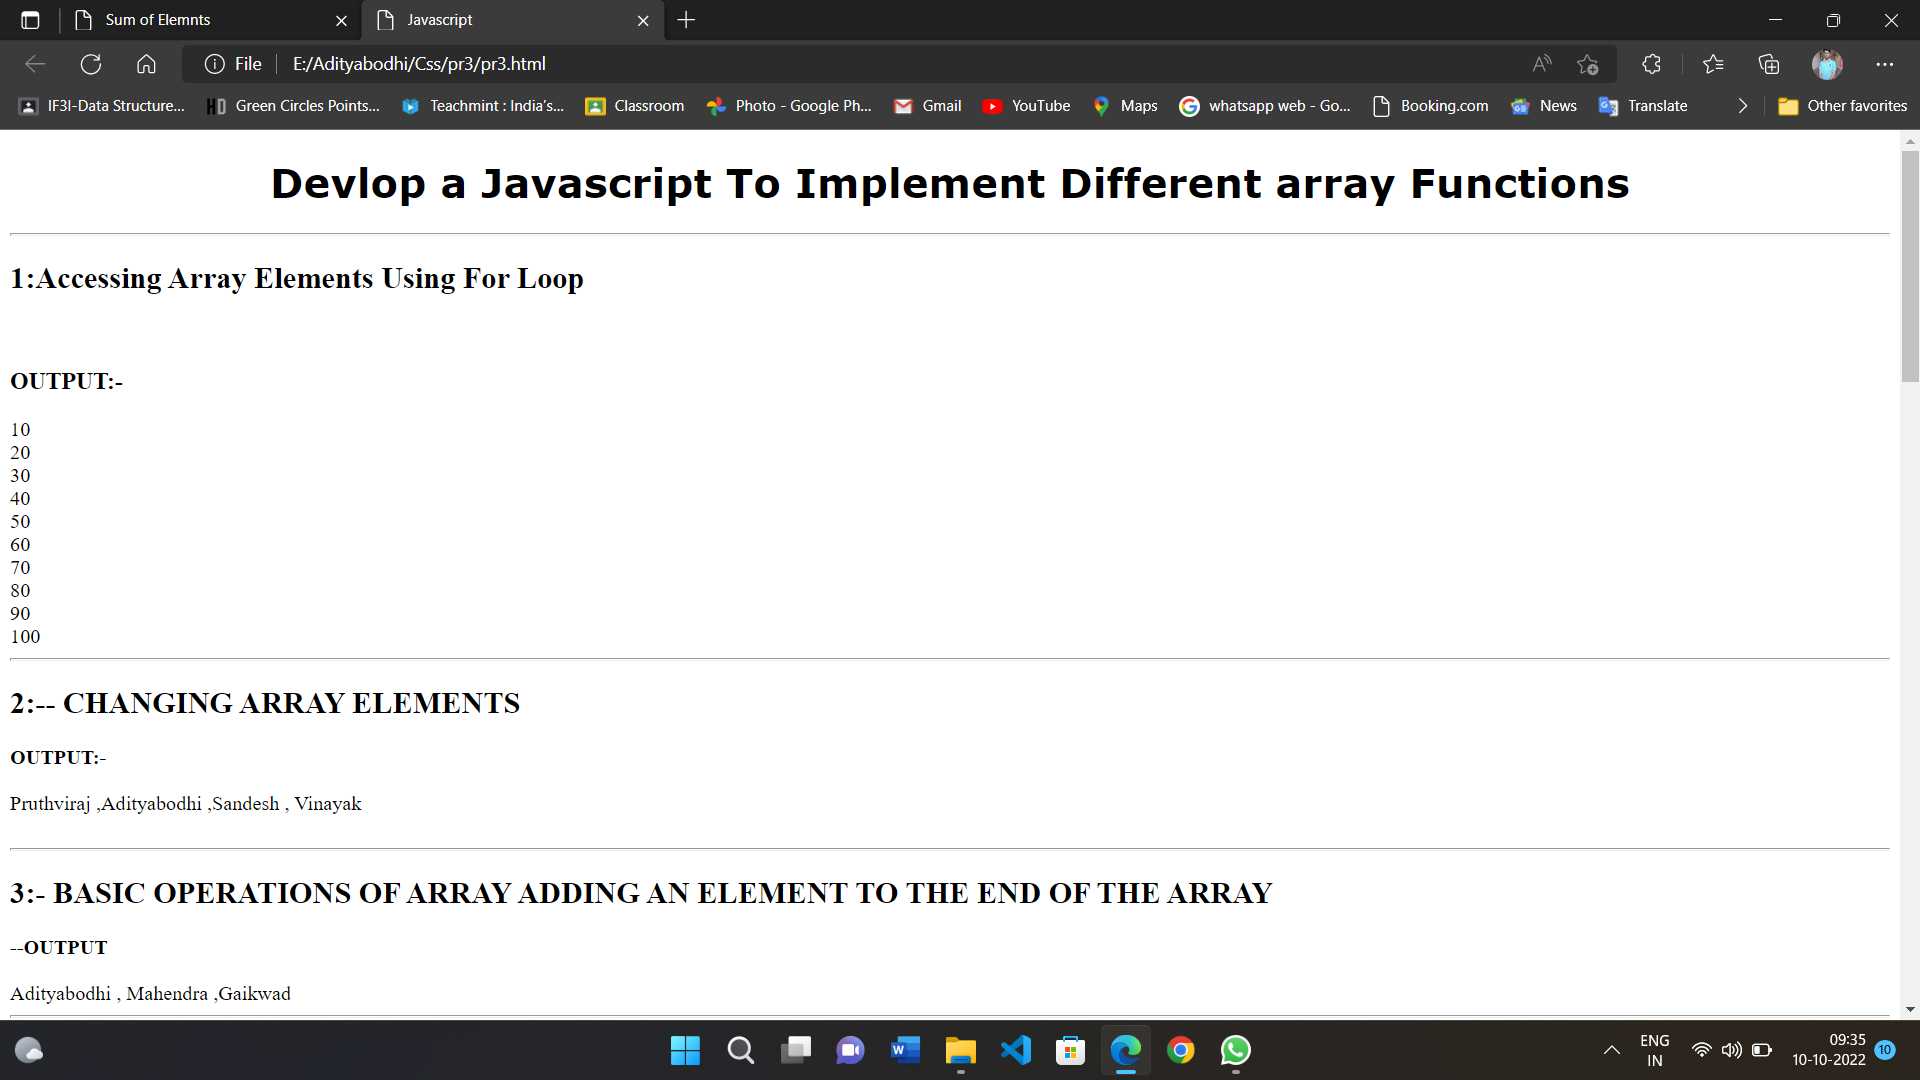 Sum of Elemnts
Javascript
File
E:/Adityabodhi/Css/pr3/pr3.html
IF3I-Data Structure...
Green Circles Points...
Teachmint : India's...
Classroom
Photo - Google Ph...
Gmail
YouTube
Maps
whatsapp web - Go...
Booking.com
News
Translate
Other favorites
Devlop a Javascript To Implement Different array Functions
1:Accessing Array Elements Using For Loop
OUTPUT:-
10
20
30
40
50
60
70
80
90
100
2:-- CHANGING ARRAY ELEMENTS
OUTPUT:-
Pruthviraj ,Adityabodhi ,Sandesh , Vinayak
3:- BASIC OPERATIONS OF ARRAY ADDING AN ELEMENT TO THE END OF THE ARRAY
--OUTPUT
Adityabodhi , Mahendra ,Gaikwad
ENG
IN
09:35
10-10-2022
10